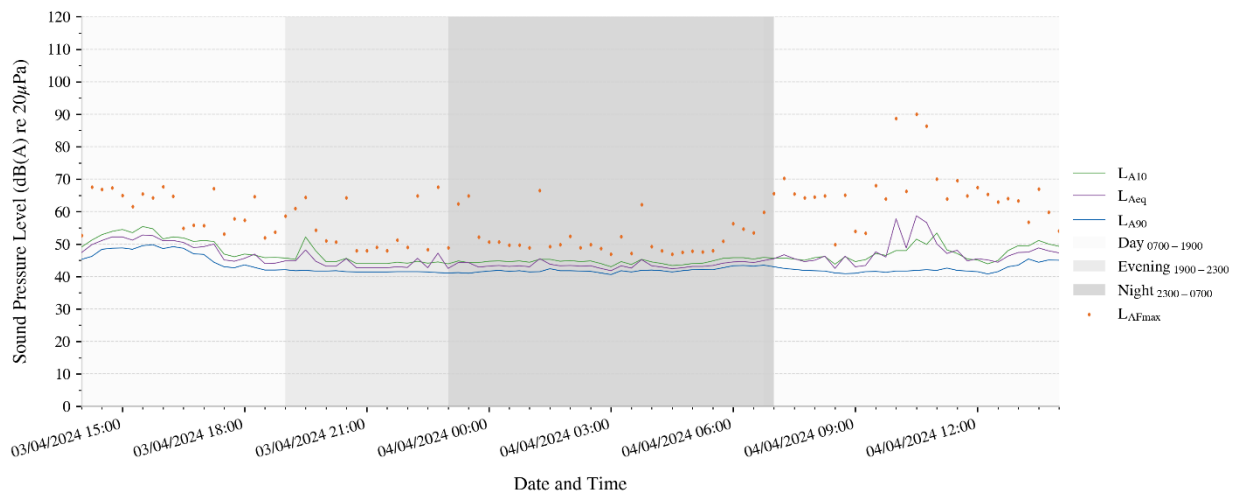 Sound Pressure Level (dB(A) re 20μPa)
120
110
100
90
80
70
60
50
40
30
20
10
0
03/04/2024 15:00
03/04/2024 18:00
03/04/2024 21:00
04/04/2024 00:00
04/04/2024 03:00
04/04/2024 06:00
04/04/2024 09:00
04/04/2024 12:00
Date and Time
LA10
LAeq
LA90
Day 0700−1900
Evening 1900−2300
Night 2300−0700
LAFmax